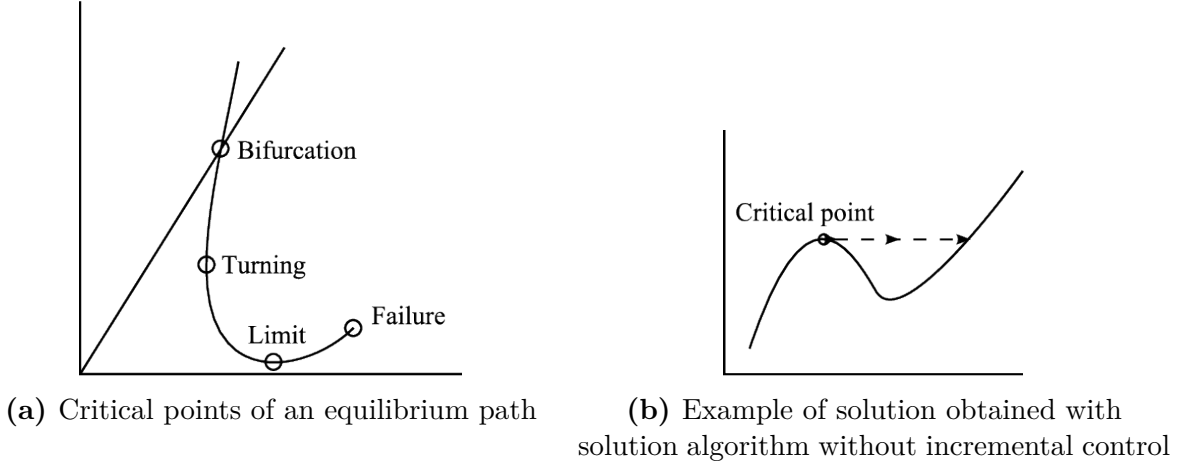 Bifurcation
Turning
Limit
Failure
(a) Critical points of an equilibrium path
Critical point
(b) Example of solution obtained with
solution algorithm without incremental control